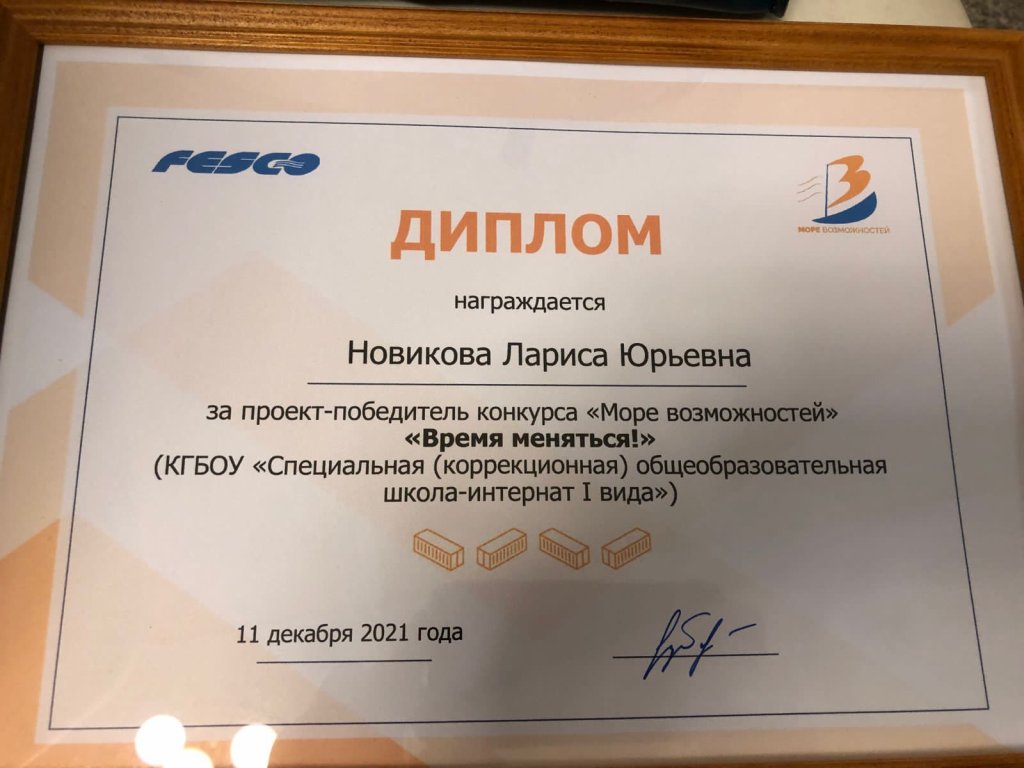 FESCO
МОРЕ ВОЗМОЖНОСТЕЙ
ДИПЛОМ
награждается
Новикова Лариса Юрьевна
за проект-победитель конкурса «Море возможностей»
«Время меняться!»
(КГБОУ «Специальная (коррекционная) общеобразовательная
школа-интернат I вида»)
11 декабря 2021 года